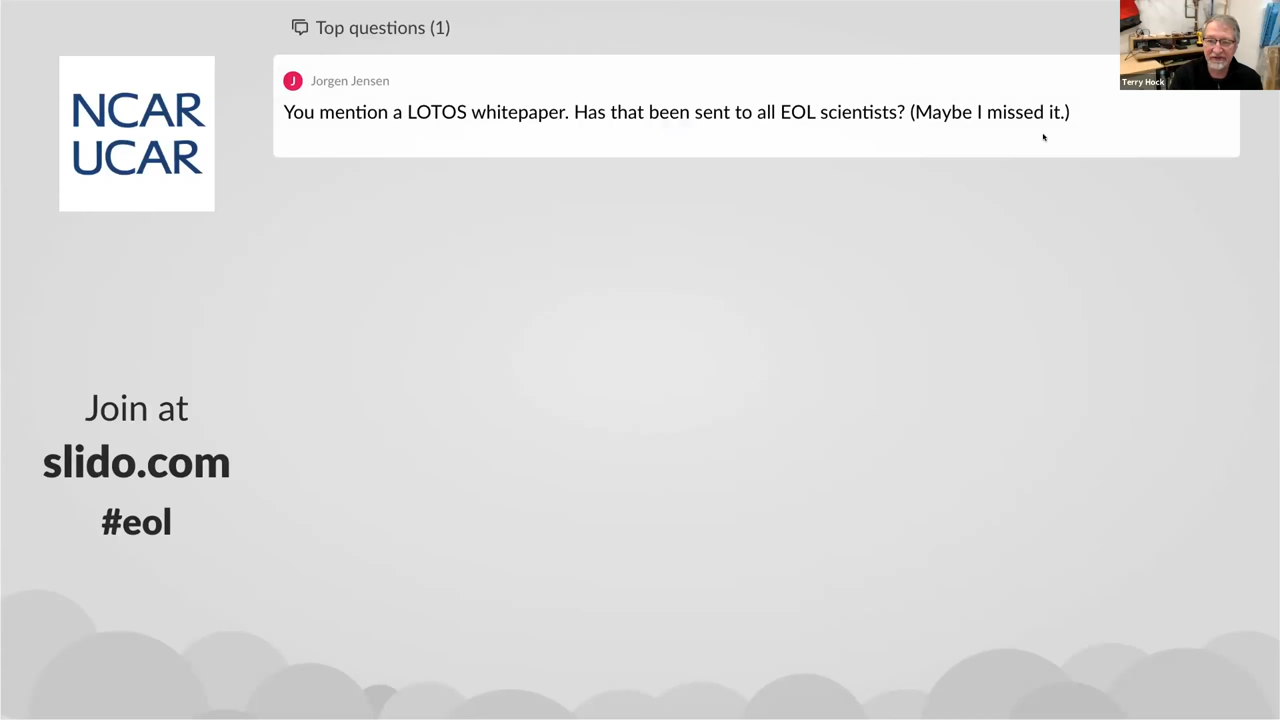 Top questions (1)
Terry Hock
NCAR
UCAR
J Jorgen Jensen
You mention a LOTOS whitepaper. Has that been sent to all EOL scientists? (Maybe I missed it.)
Join at
slido.com
#eol